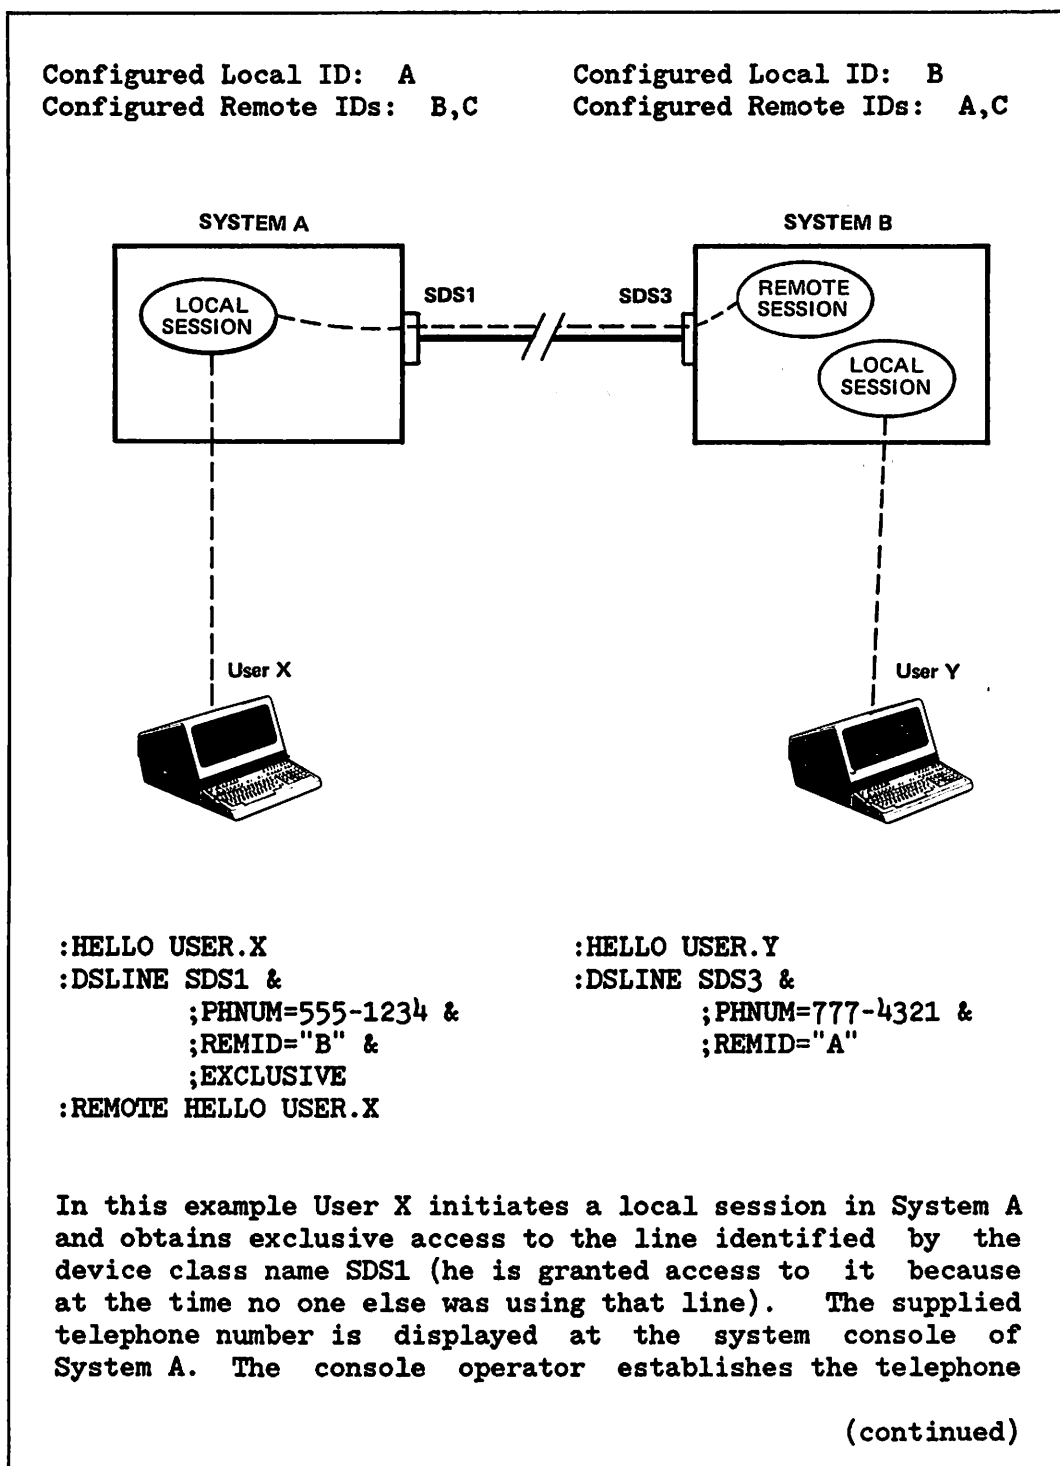 Configured Local ID: A
Configured Remote IDs: B,C
Configured Local ID: B
Configured Remote IDs: A,C
SYSTEM A
SYSTEM B
LOCAL
SESSION
SDS1
SDS3
REMOTE
SESSION
LOCAL
SESSION
User X
User Y
:HELLO USER.X
:DSLINE SDS1 &
;PHNUM=555-1234 &
;REMID="B" &
;EXCLUSIVE
:REMOTE HELLO USER.X
:HELLO USER.Y
:DSLINE SDS3 &
;PHNUM=777-4321 &
;REMID="A"
In this example User X initiates a local session in System A
and obtains exclusive access to the line identified by the
device class name SDS1 (he is granted access to it because
at the time no one else was using that line). The supplied
telephone number is displayed at the system console of
System A. The console operator establishes the telephone
(continued)